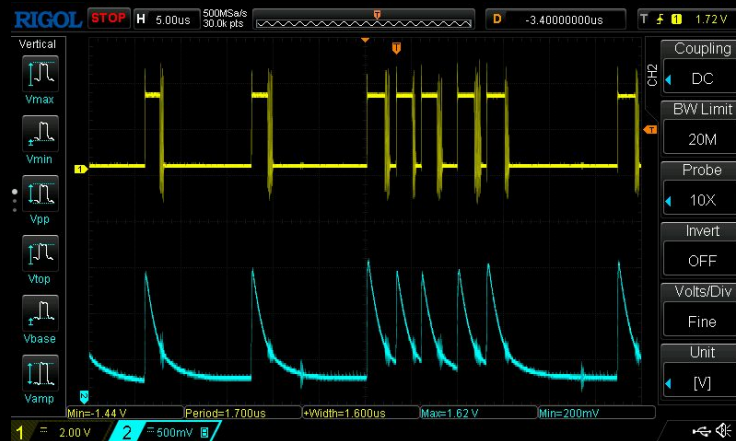 RIGOL STOP H 5.00us 500MSa/s 30.0k pts T D -3.40000000us T 1 1.72 V
Vertical
Vmax
Vmin
Vpp
Vtop
Vbase
Vamp
T
1
T
2
CH2
Coupling
DC
BW Limit
20M
Probe
10X
Invert
OFF
Volts/Div
Fine
Unit
[V]
Min=-1.44 V Period=1.700us +Width=1.600us Max=1.62 V Min=200mV
1 2.00 V 2 500mV B